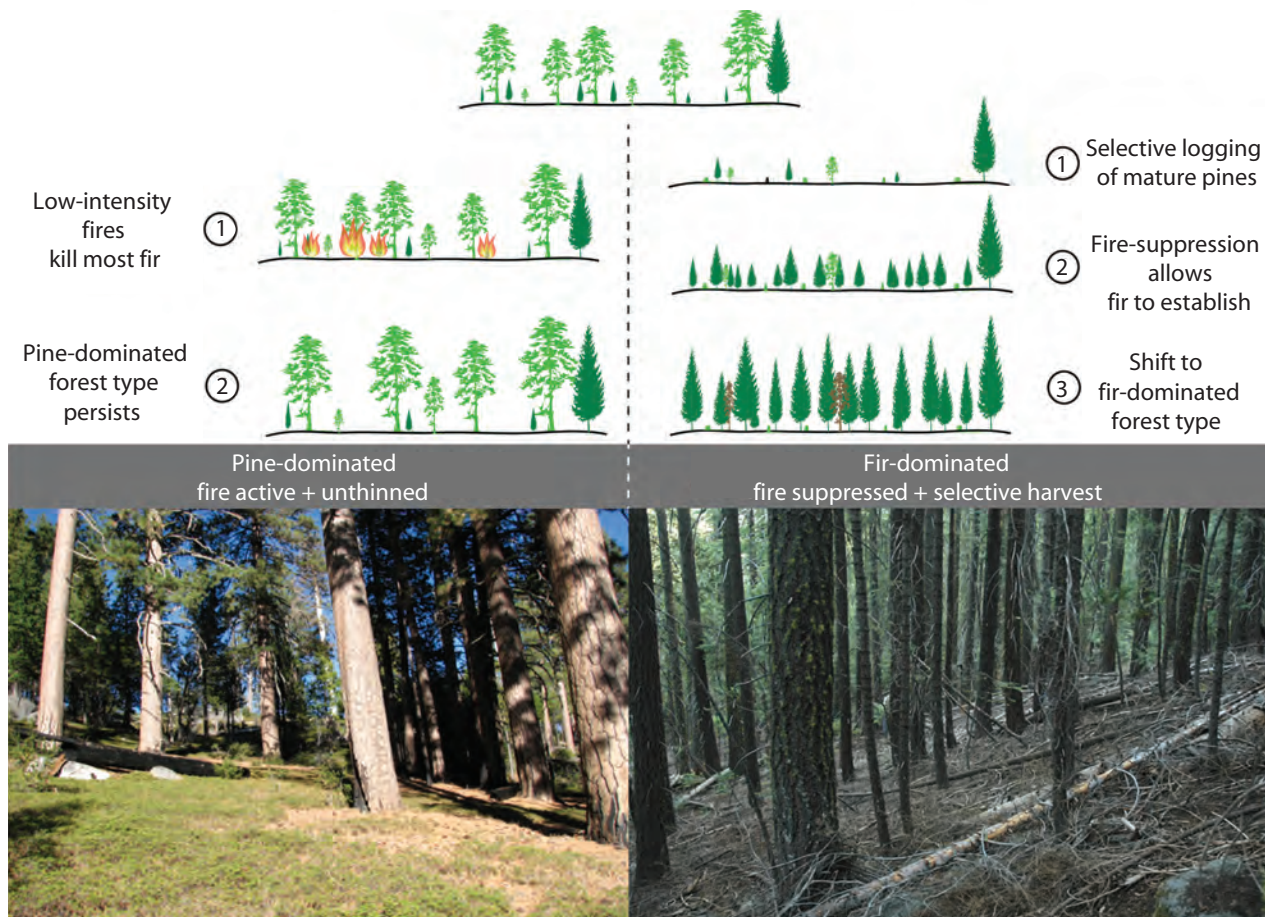 Low-intensity
fires
kill most fir
1
Pine-dominated
forest type
persists
2
1
Selective logging
of mature pines
2
Fire-suppression
allows
fir to establish
3
Shift to
fir-dominated
forest type
Pine-dominated
fire active + unthinned
Fir-dominated
fire suppressed + selective harvest